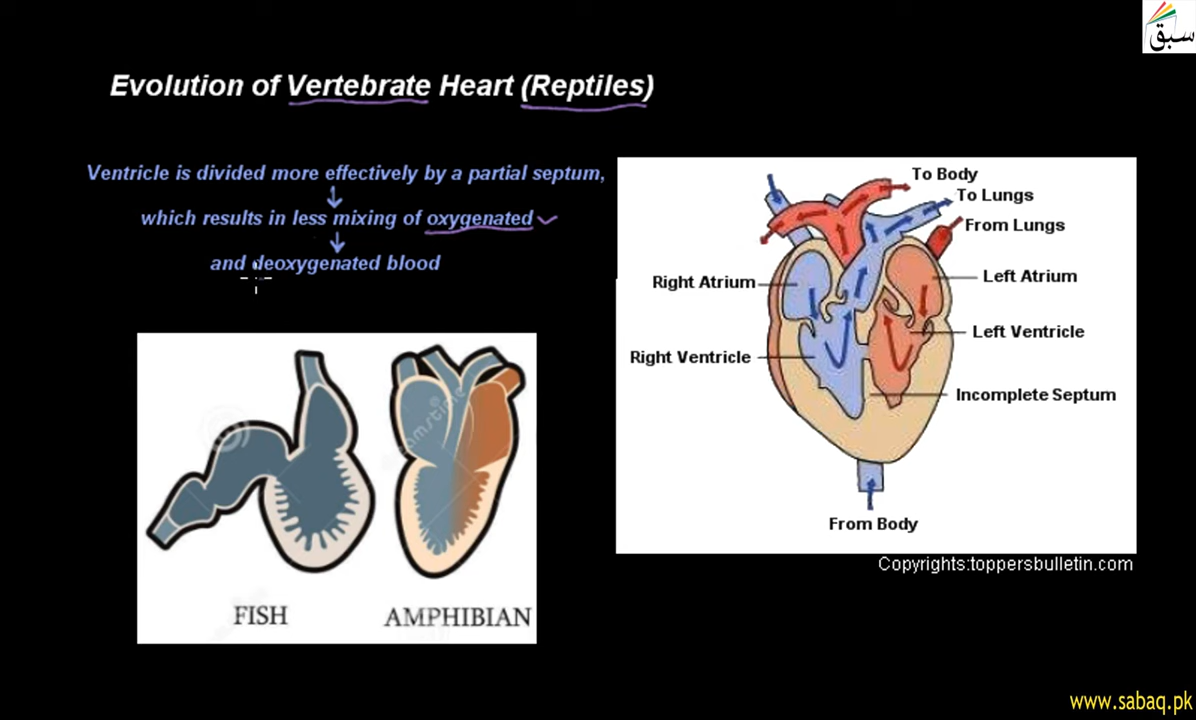 سبق
Evolution of Vertebrate Heart (Reptiles)
Ventricle is divided more effectively by a partial septum,
which results in less mixing of oxygenated
and deoxygenated blood
To Body
To Lungs
From Lungs
Right Atrium
Left Atrium
Left Ventricle
Right Ventricle
Incomplete Septum
From Body
Copyrights:toppersbulletin.com
FISH
AMPHIBIAN
www.sabaq.pk